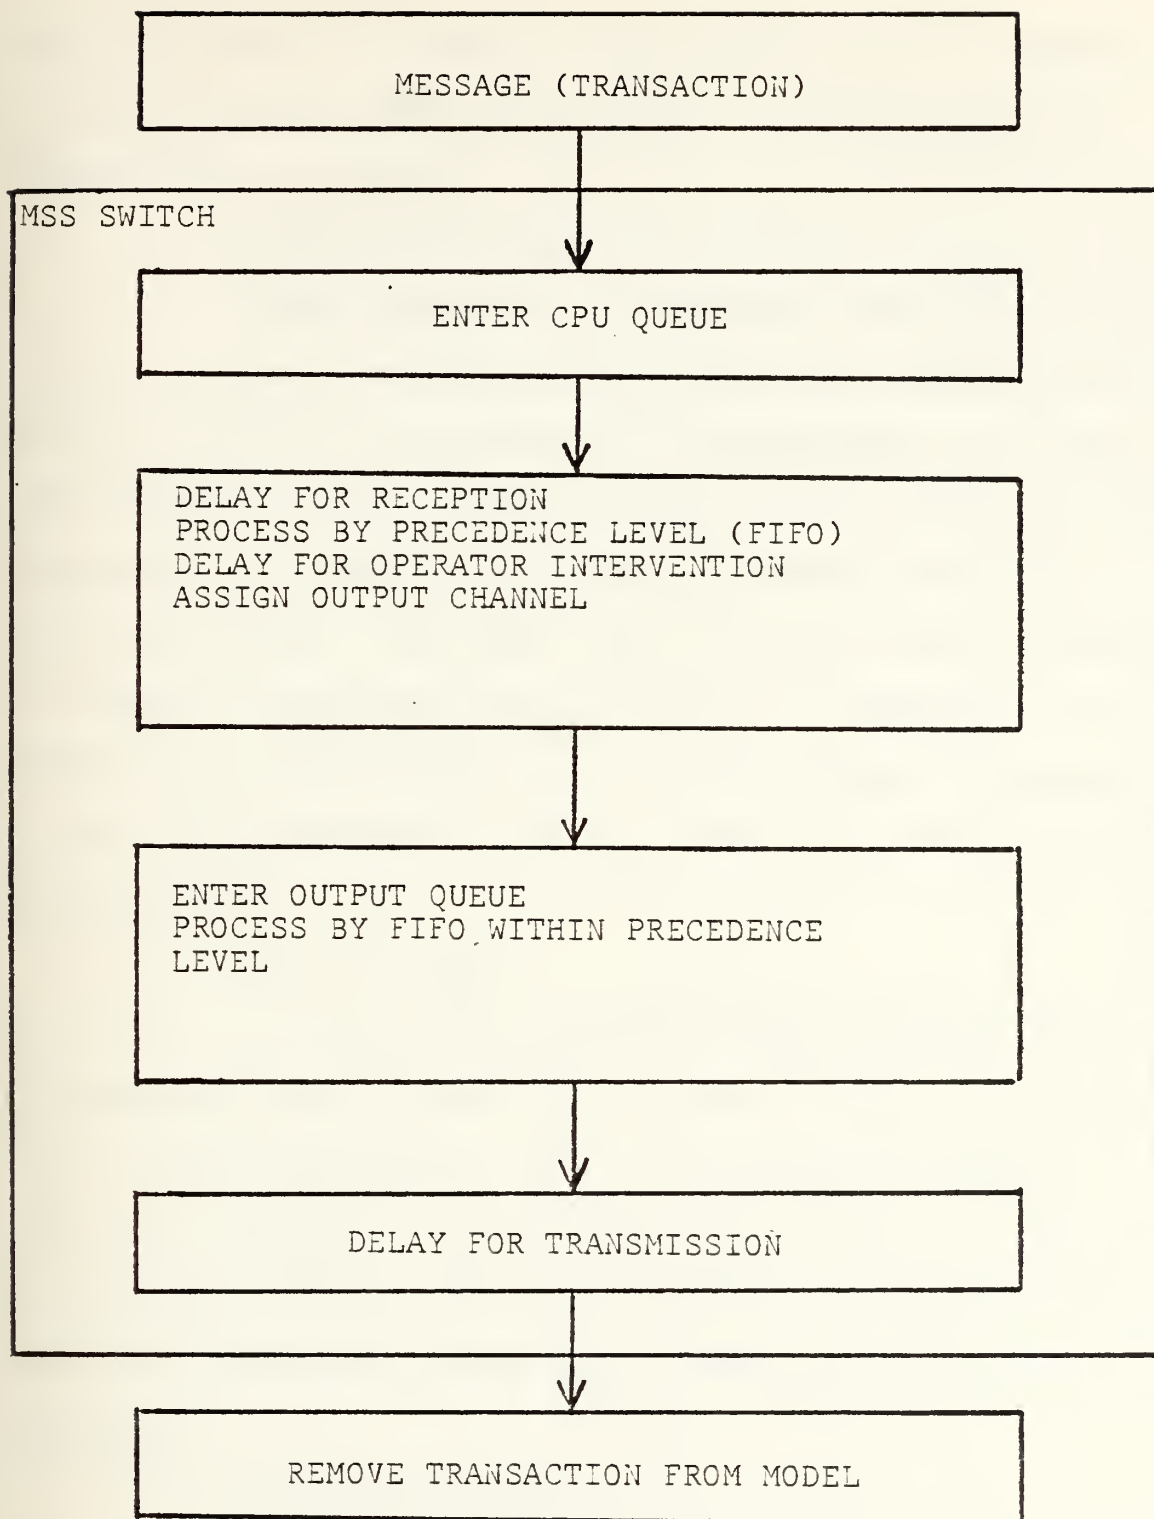 MESSAGE (TRANSACTION)
MSS SWITCH
ENTER CPU QUEUE
DELAY FOR RECEPTION
PROCESS BY PRECEDENCE LEVEL (FIFO)
DELAY FOR OPERATOR INTERVENTION
ASSIGN OUTPUT CHANNEL
ENTER OUTPUT QUEUE
PROCESS BY FIFO WITHIN PRECEDENCE
LEVEL
DELAY FOR TRANSMISSION
REMOVE TRANSACTION FROM MODEL